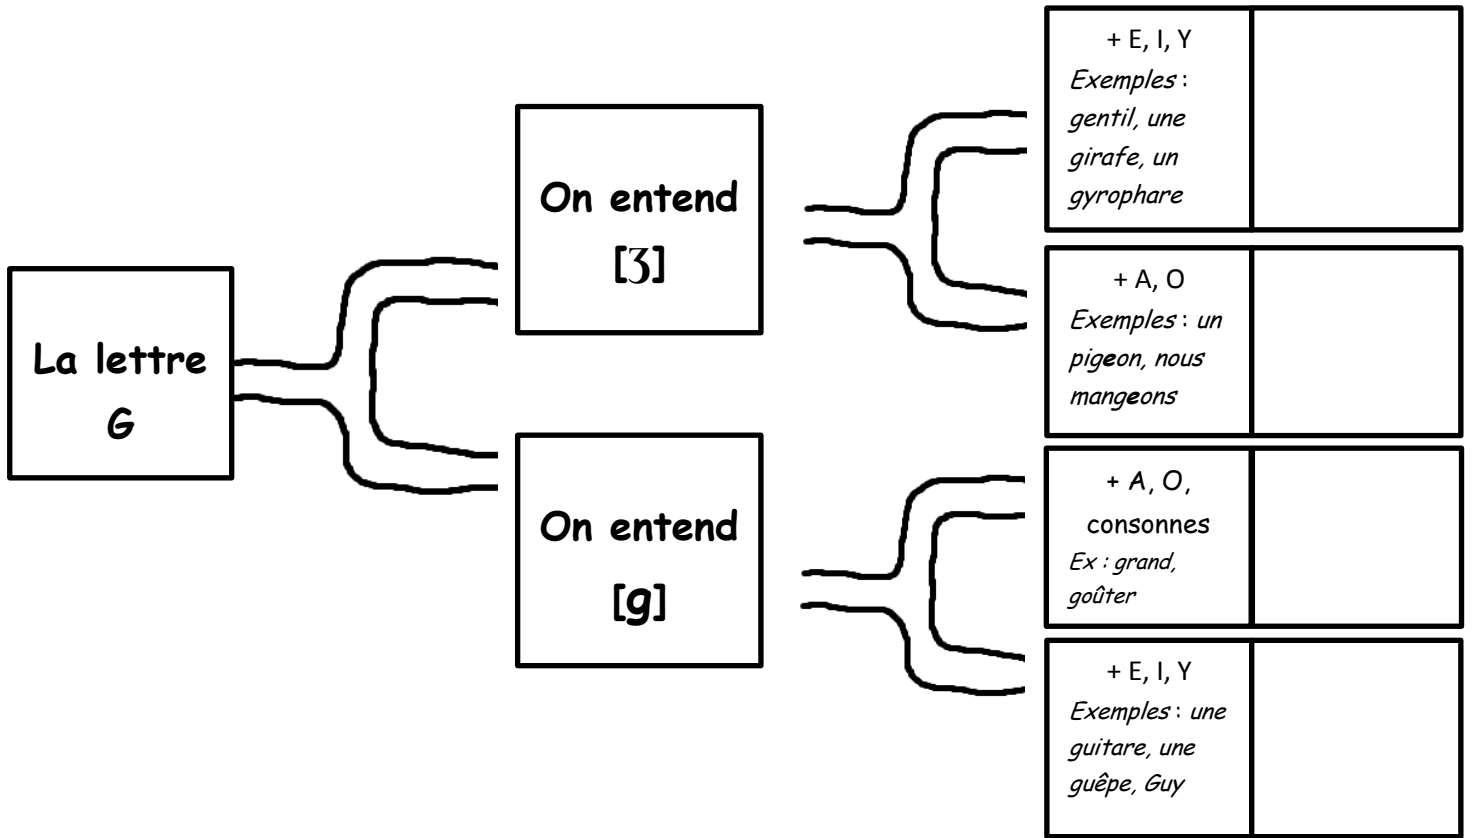 La lettre
G
On entend
[Ʒ]
On entend
[g]
+ E, I, Y
Exemples :
gentil, une
girafe, un
gyrophare
+ A, O
Exemples : un
pigeon, nous
mangeons
+ A, O,
consonnes
Ex : grand,
goûter
+ E, I, Y
Exemples : une
guitare, une
guêpe, Guy